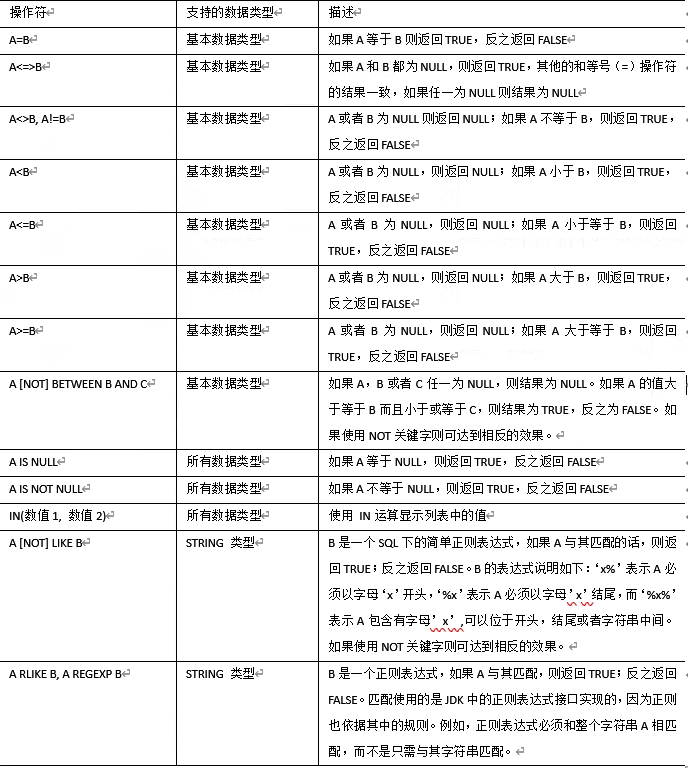 操作符 支持的数据类型 描述
A=B 基本数据类型 如果 A 等于 B 则返回 TRUE，反之返回 FALSE
A<=>B 基本数据类型 如果 A 和 B 都为 NULL，则返回 TRUE，其他的和等号（=）操作符
的结果一致，如果任一为 NULL 则结果为 NULL
A<>B, A!=B 基本数据类型 A 或者 B 为 NULL 则返回 NULL；如果 A 不等于 B，则返回 TRUE，
反之返回 FALSE
A<B 基本数据类型 A 或者 B 为 NULL，则返回 NULL；如果 A 小于 B，则返回 TRUE，
反之返回 FALSE
A<=B 基本数据类型 A 或者 B 为 NULL，则返回 NULL；如果 A 小于等于 B，则返回
TRUE，反之返回 FALSE
A>B 基本数据类型 A 或者 B 为 NULL，则返回 NULL；如果 A 大于 B，则返回 TRUE，
反之返回 FALSE
A>=B 基本数据类型 A 或者 B 为 NULL，则返回 NULL；如果 A 大于等于 B，则返回
TRUE，反之返回 FALSE
A [NOT] BETWEEN B AND C 基本数据类型 如果 A，B 或者 C 任一为 NULL，则结果为 NULL。如果 A 的值大
于等于 B 而且小于或等于 C，则结果为 TRUE，反之为 FALSE。如
果使用 NOT 关键字则可达到相反的效果。
A IS NULL 所有数据类型 如果 A 等于 NULL，则返回 TRUE，反之返回 FALSE
A IS NOT NULL 所有数据类型 如果 A 不等于 NULL，则返回 TRUE，反之返回 FALSE
IN(数值 1, 数值 2) 所有数据类型 使用 IN 运算显示列表中的值
A [NOT] LIKE B STRING 类型 B 是一个 SQL 下的简单正则表达式，如果 A 与其匹配的话，则返
回 TRUE；反之返回 FALSE。B 的表达式说明如下：‘x%’表示 A 必
须以字母‘x’开头，‘%x’表示 A 必须以字母’x’结尾，而‘%x%’
表示 A 包含有字母’x’,可以位于开头，结尾或者字符串中间。
如果使用 NOT 关键字则可达到相反的效果。
A RLIKE B, A REGEXP B STRING 类型 B 是一个正则表达式，如果 A 与其匹配，则返回 TRUE；反之返回
FALSE。匹配使用的是 JDK 中的正则表达式接口实现的，因为正则
也依据其中的规则。例如，正则表达式必须和整个字符串 A 相匹
配，而不是只需与其字符串匹配。